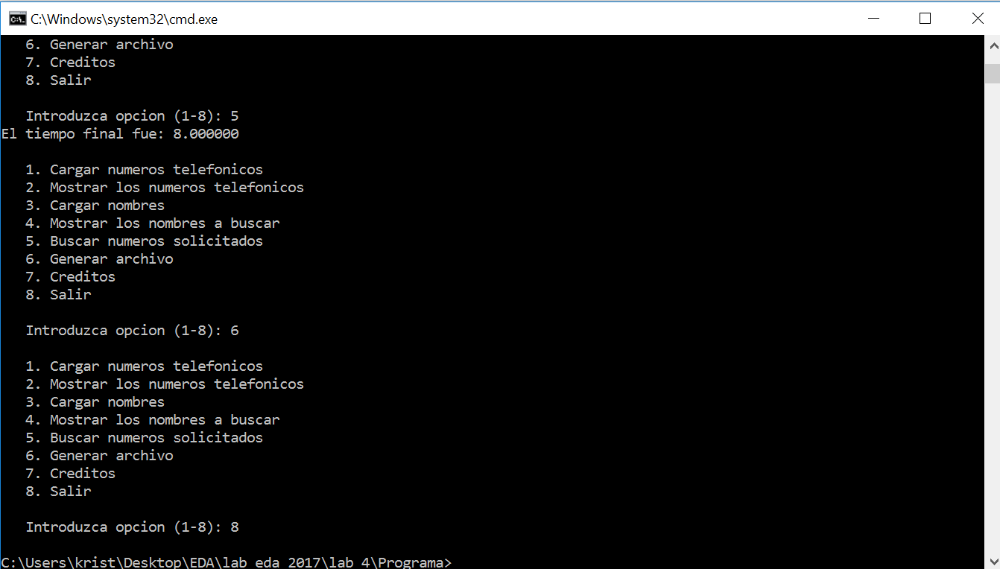 C:\Windows\system32\cmd.exe
6. Generar archivo
7. Creditos
8. Salir
Introduzca opcion (1-8): 5
El tiempo final fue: 8.000000
1. Cargar numeros telefonicos
2. Mostrar los numeros telefonicos
3. Cargar nombres
4. Mostrar los nombres a buscar
5. Buscar numeros solicitados
6. Generar archivo
7. Creditos
8. Salir
Introduzca opcion (1-8): 6
1. Cargar numeros telefonicos
2. Mostrar los numeros telefonicos
3. Cargar nombres
4. Mostrar los nombres a buscar
5. Buscar numeros solicitados
6. Generar archivo
7. Creditos
8. Salir
Introduzca opcion (1-8): 8
C:\Users\krist\Desktop\EDA\lab eda 2017\lab 4\Programa>